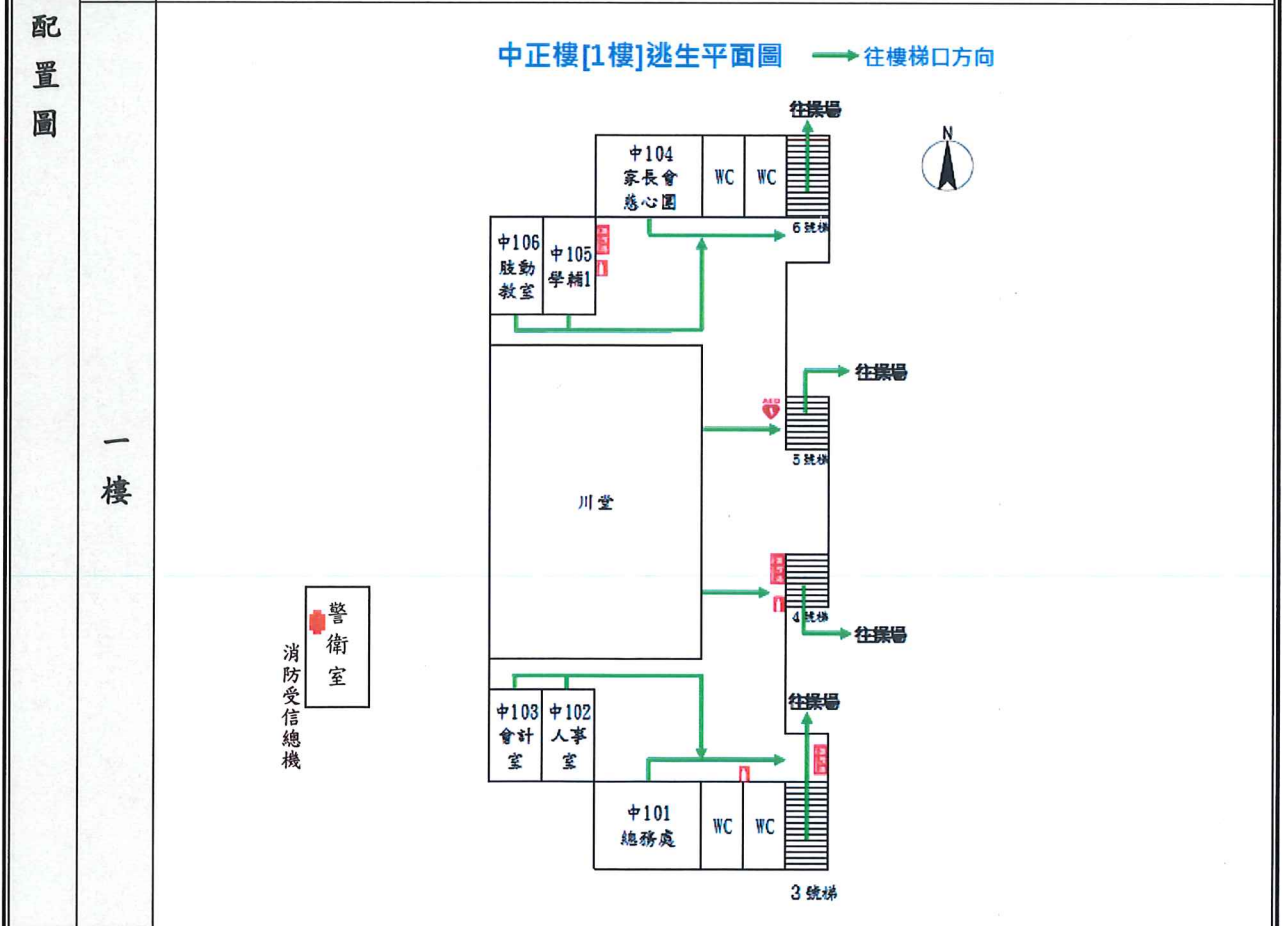 配置圖
一樓
中正樓[1樓]逃生平面圖
往樓梯口方向
往操場
N
中104
家長會
慈心園
WC
WC
6號梯
中106
肢動
教室
中105
學輔1
往操場
AED
5號梯
川堂
4號梯
往操場
警衛室
消防受信總機
往操場
中103
會計
室
中102
人事
室
中101
總務處
WC
WC
3號梯